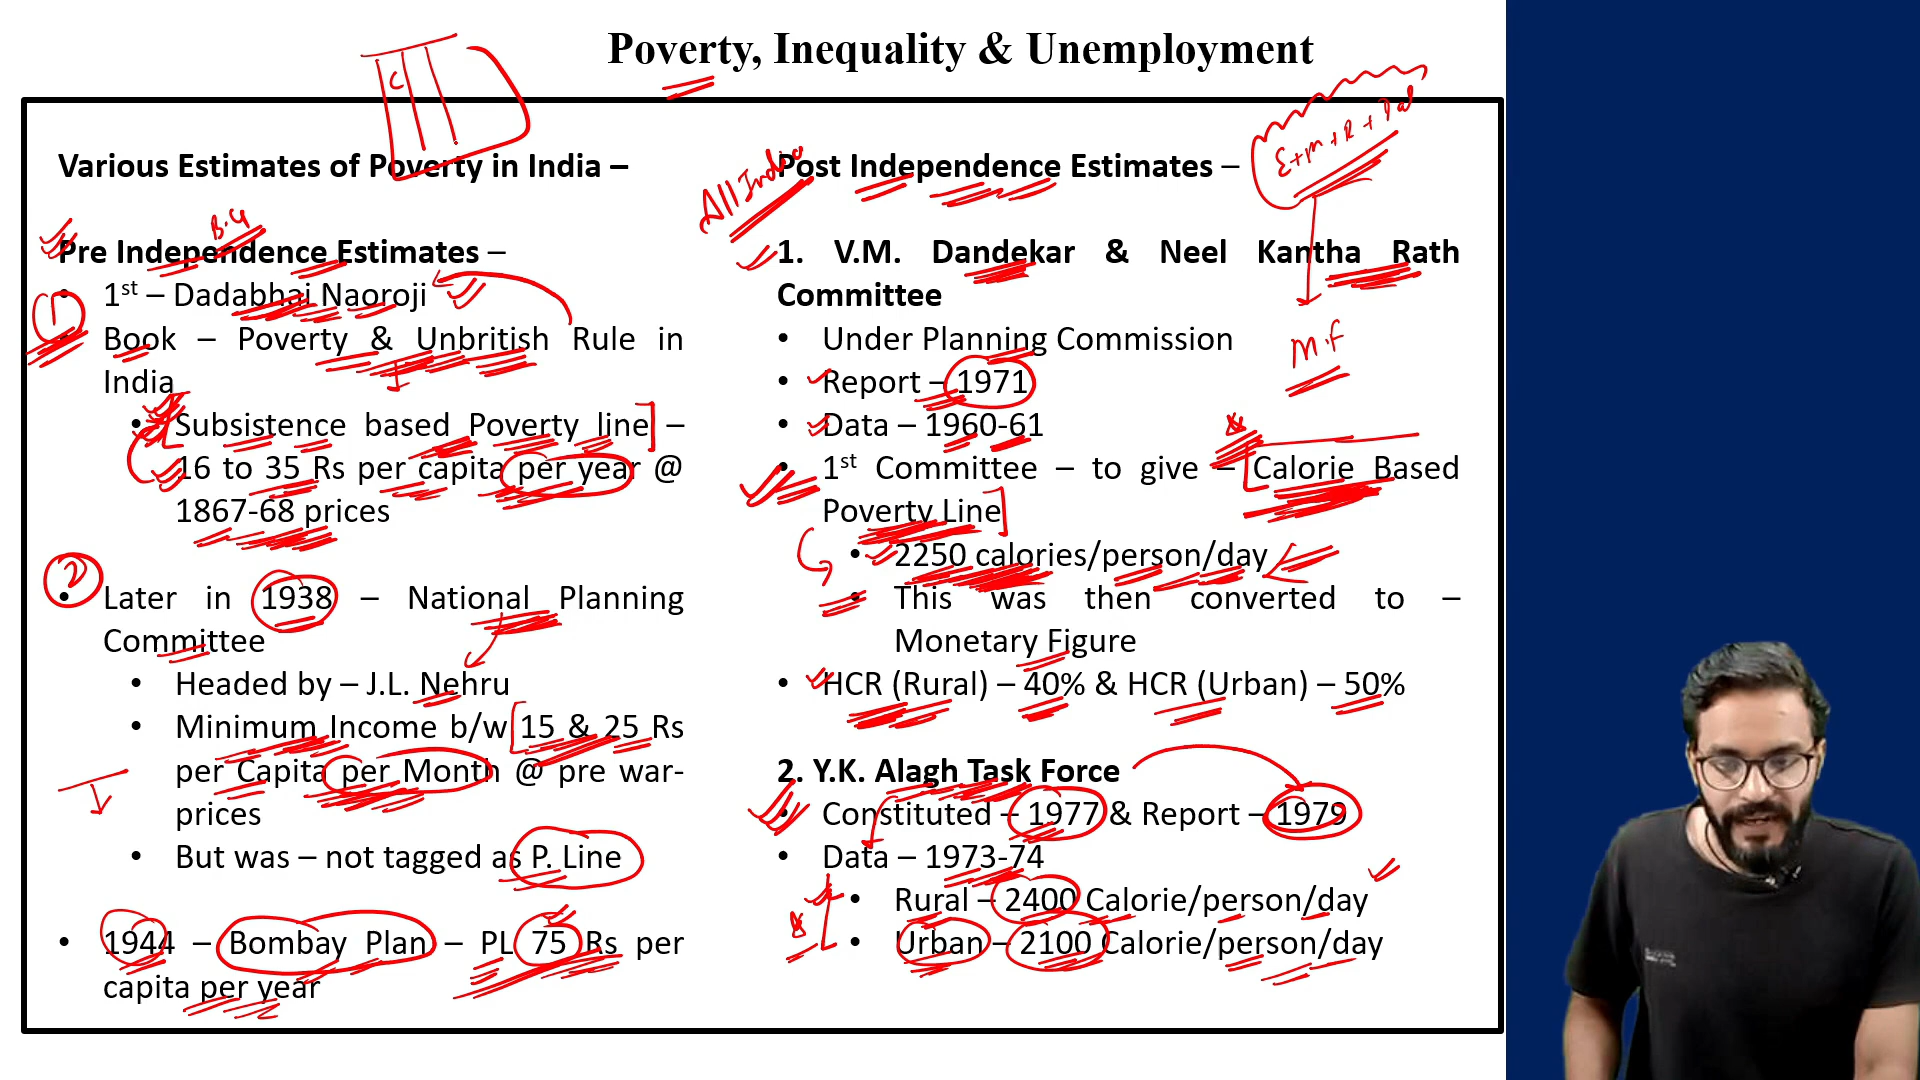 Poverty, Inequality & Unemployment
Various Estimates of Poverty in India –
B.G
Pre Independence Estimates –
1
• 1st – Dadabhai Naoroji
• Book – Poverty & Unbritish Rule in
India
• Subsistence based Poverty line –
16 to 35 Rs per capita per year @
1867-68 prices
2
• Later in 1938 – National Planning
Committee
• Headed by – J.L. Nehru
• Minimum Income b/w 15 & 25 Rs
per Capita per Month @ pre war-
prices
• But was – not tagged as P. Line
• 1944 – Bombay Plan – PL 75 Rs per
capita per year
C
All India
Post Independence Estimates –
E+M+R+Dal
M.F
1. V.M. Dandekar & Neel Kantha Rath
Committee
• Under Planning Commission
• Report – 1971
• Data – 1960-61
• 1st Committee – to give – Calorie Based
Poverty Line
• 2250 calories/person/day
• This was then converted to –
Monetary Figure
• HCR (Rural) – 40% & HCR (Urban) – 50%
2. Y.K. Alagh Task Force
• Constituted – 1977 & Report – 1979
• Data – 1973-74
• Rural – 2400 Calorie/person/day
• Urban – 2100 Calorie/person/day